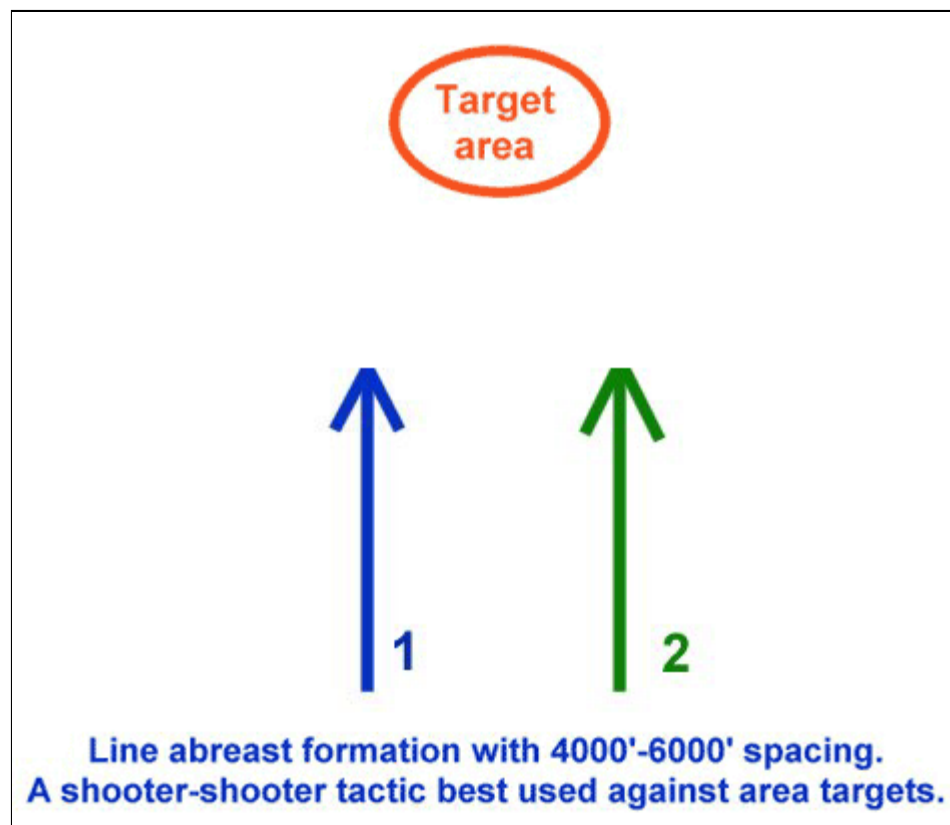 Target
area
1
2
Line abreast formation with 4000'-6000' spacing.
A shooter-shooter tactic best used against area targets.